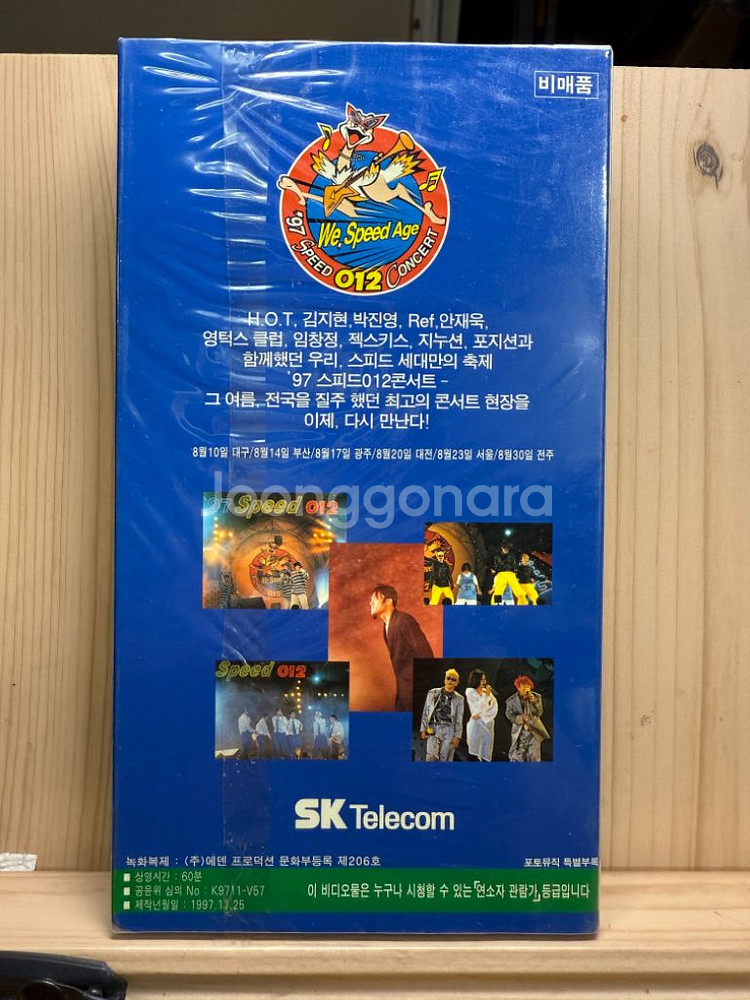 비매품
We, Speed Age
'97 SPEED 012 CONCERT
H.O.T, 김지현,박진영, Ref,안재욱,
영턱스 클럽, 임창정, 젝스키스, 지누션, 포지션과
함께했던 우리, 스피드 세대만의 축제
'97 스피드012콘서트 -
그 여름, 전국을 질주 했던 최고의 콘서트 현장을
이제, 다시 만난다!
8월10일 대구/8월14일 부산/8월17일 광주/8월20일 대전/8월23일 서울/8월30일 전주
joonggonara
'97 Speed 012
We, Speed
Speed 012
SK Telecom
녹화복제 : (주)에덴 프로덕션 문화부등록 제206호
포토뮤직 특별부록
■ 상영시간 : 60분
■ 공윤위 심의 No : K9711-V57
■ 제작년월일 : 1997.11.25
이 비디오물은 누구나 시청할 수 있는 「연소자 관람가」등급입니다